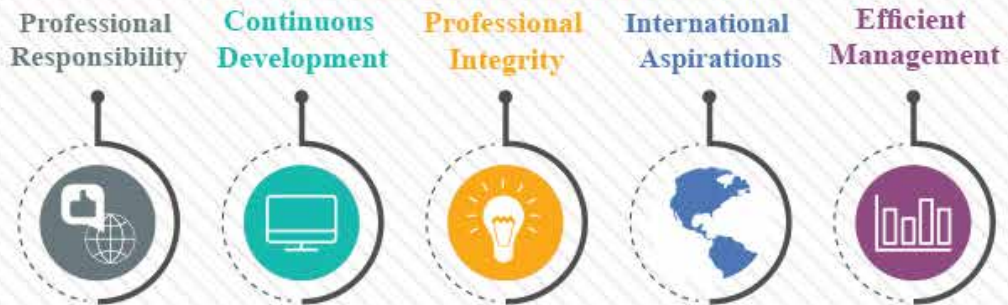 Professional
Responsibility
Continuous
Development
Professional
Integrity
International
Aspirations
Efficient
Management